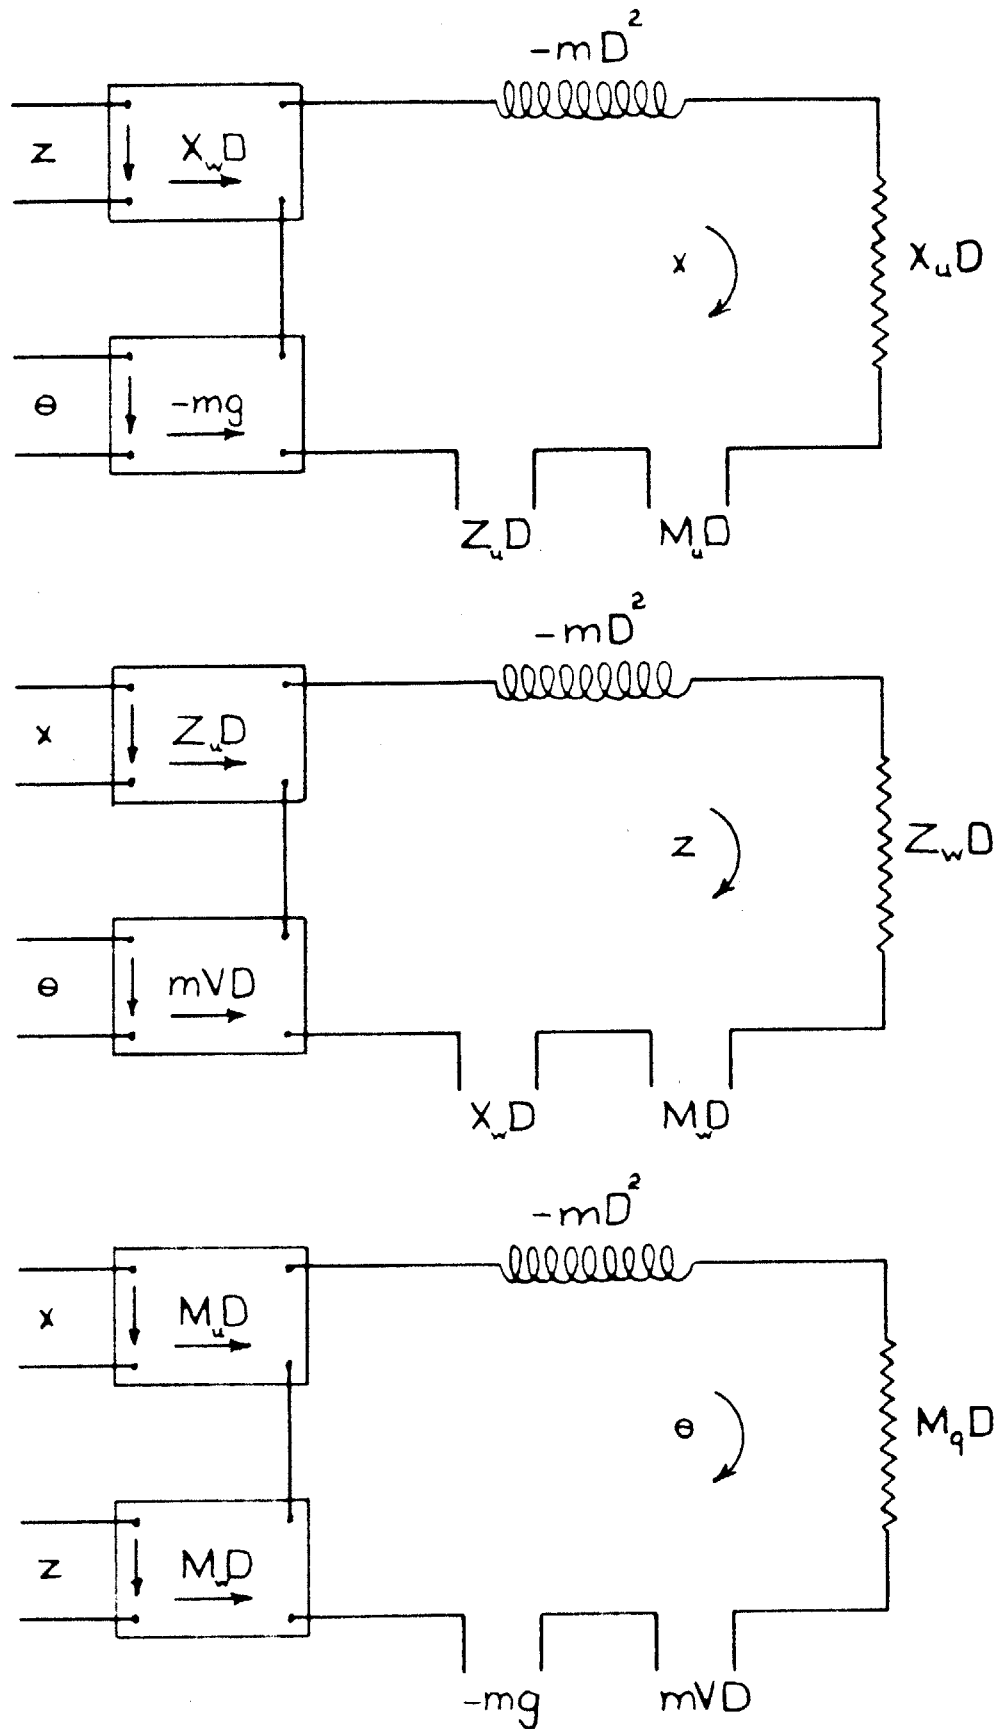 -mD²
z
X_wD
x
X_uD
θ
-mg
Z_uD
M_uD
-mD²
x
Z_uD
z
Z_wD
θ
mVD
X_wD
M_wD
-mD²
x
M_uD
θ
M_qD
z
M_wD
-mg
mVD